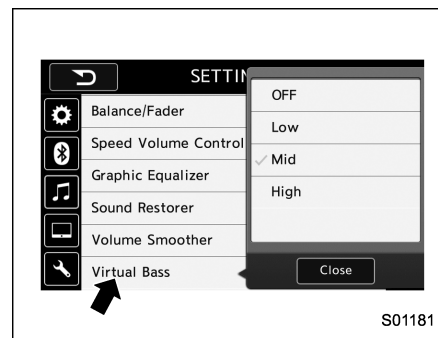 SETTIN
Balance/Fader
Speed Volume Control
Graphic Equalizer
Sound Restorer
Volume Smoother
Virtual Bass
OFF
Low
Mid
High
Close
S01181